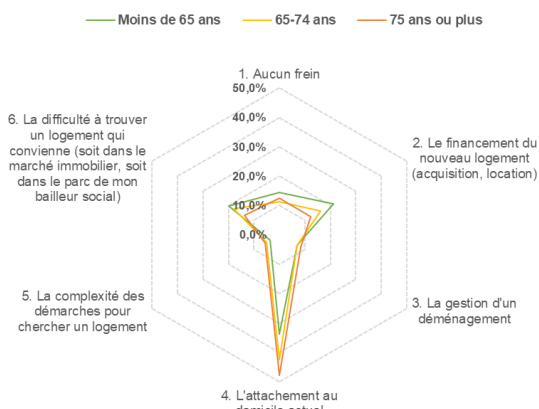 Moins de 65 ans 65-74 ans 75 ans ou plus
1. Aucun frein
50,0%
40,0%
30,0%
20,0%
10,0%
0,0%
2. Le financement du
nouveau logement
(acquisition, location)
3. La gestion d'un
déménagement
4. L'attachement au
domicile actuel
5. La complexité des
démarches pour
chercher un logement
6. La difficulté à trouver
un logement qui
convienne (soit dans le
marché immobilier, soit
dans le parc de mon
bailleur social)